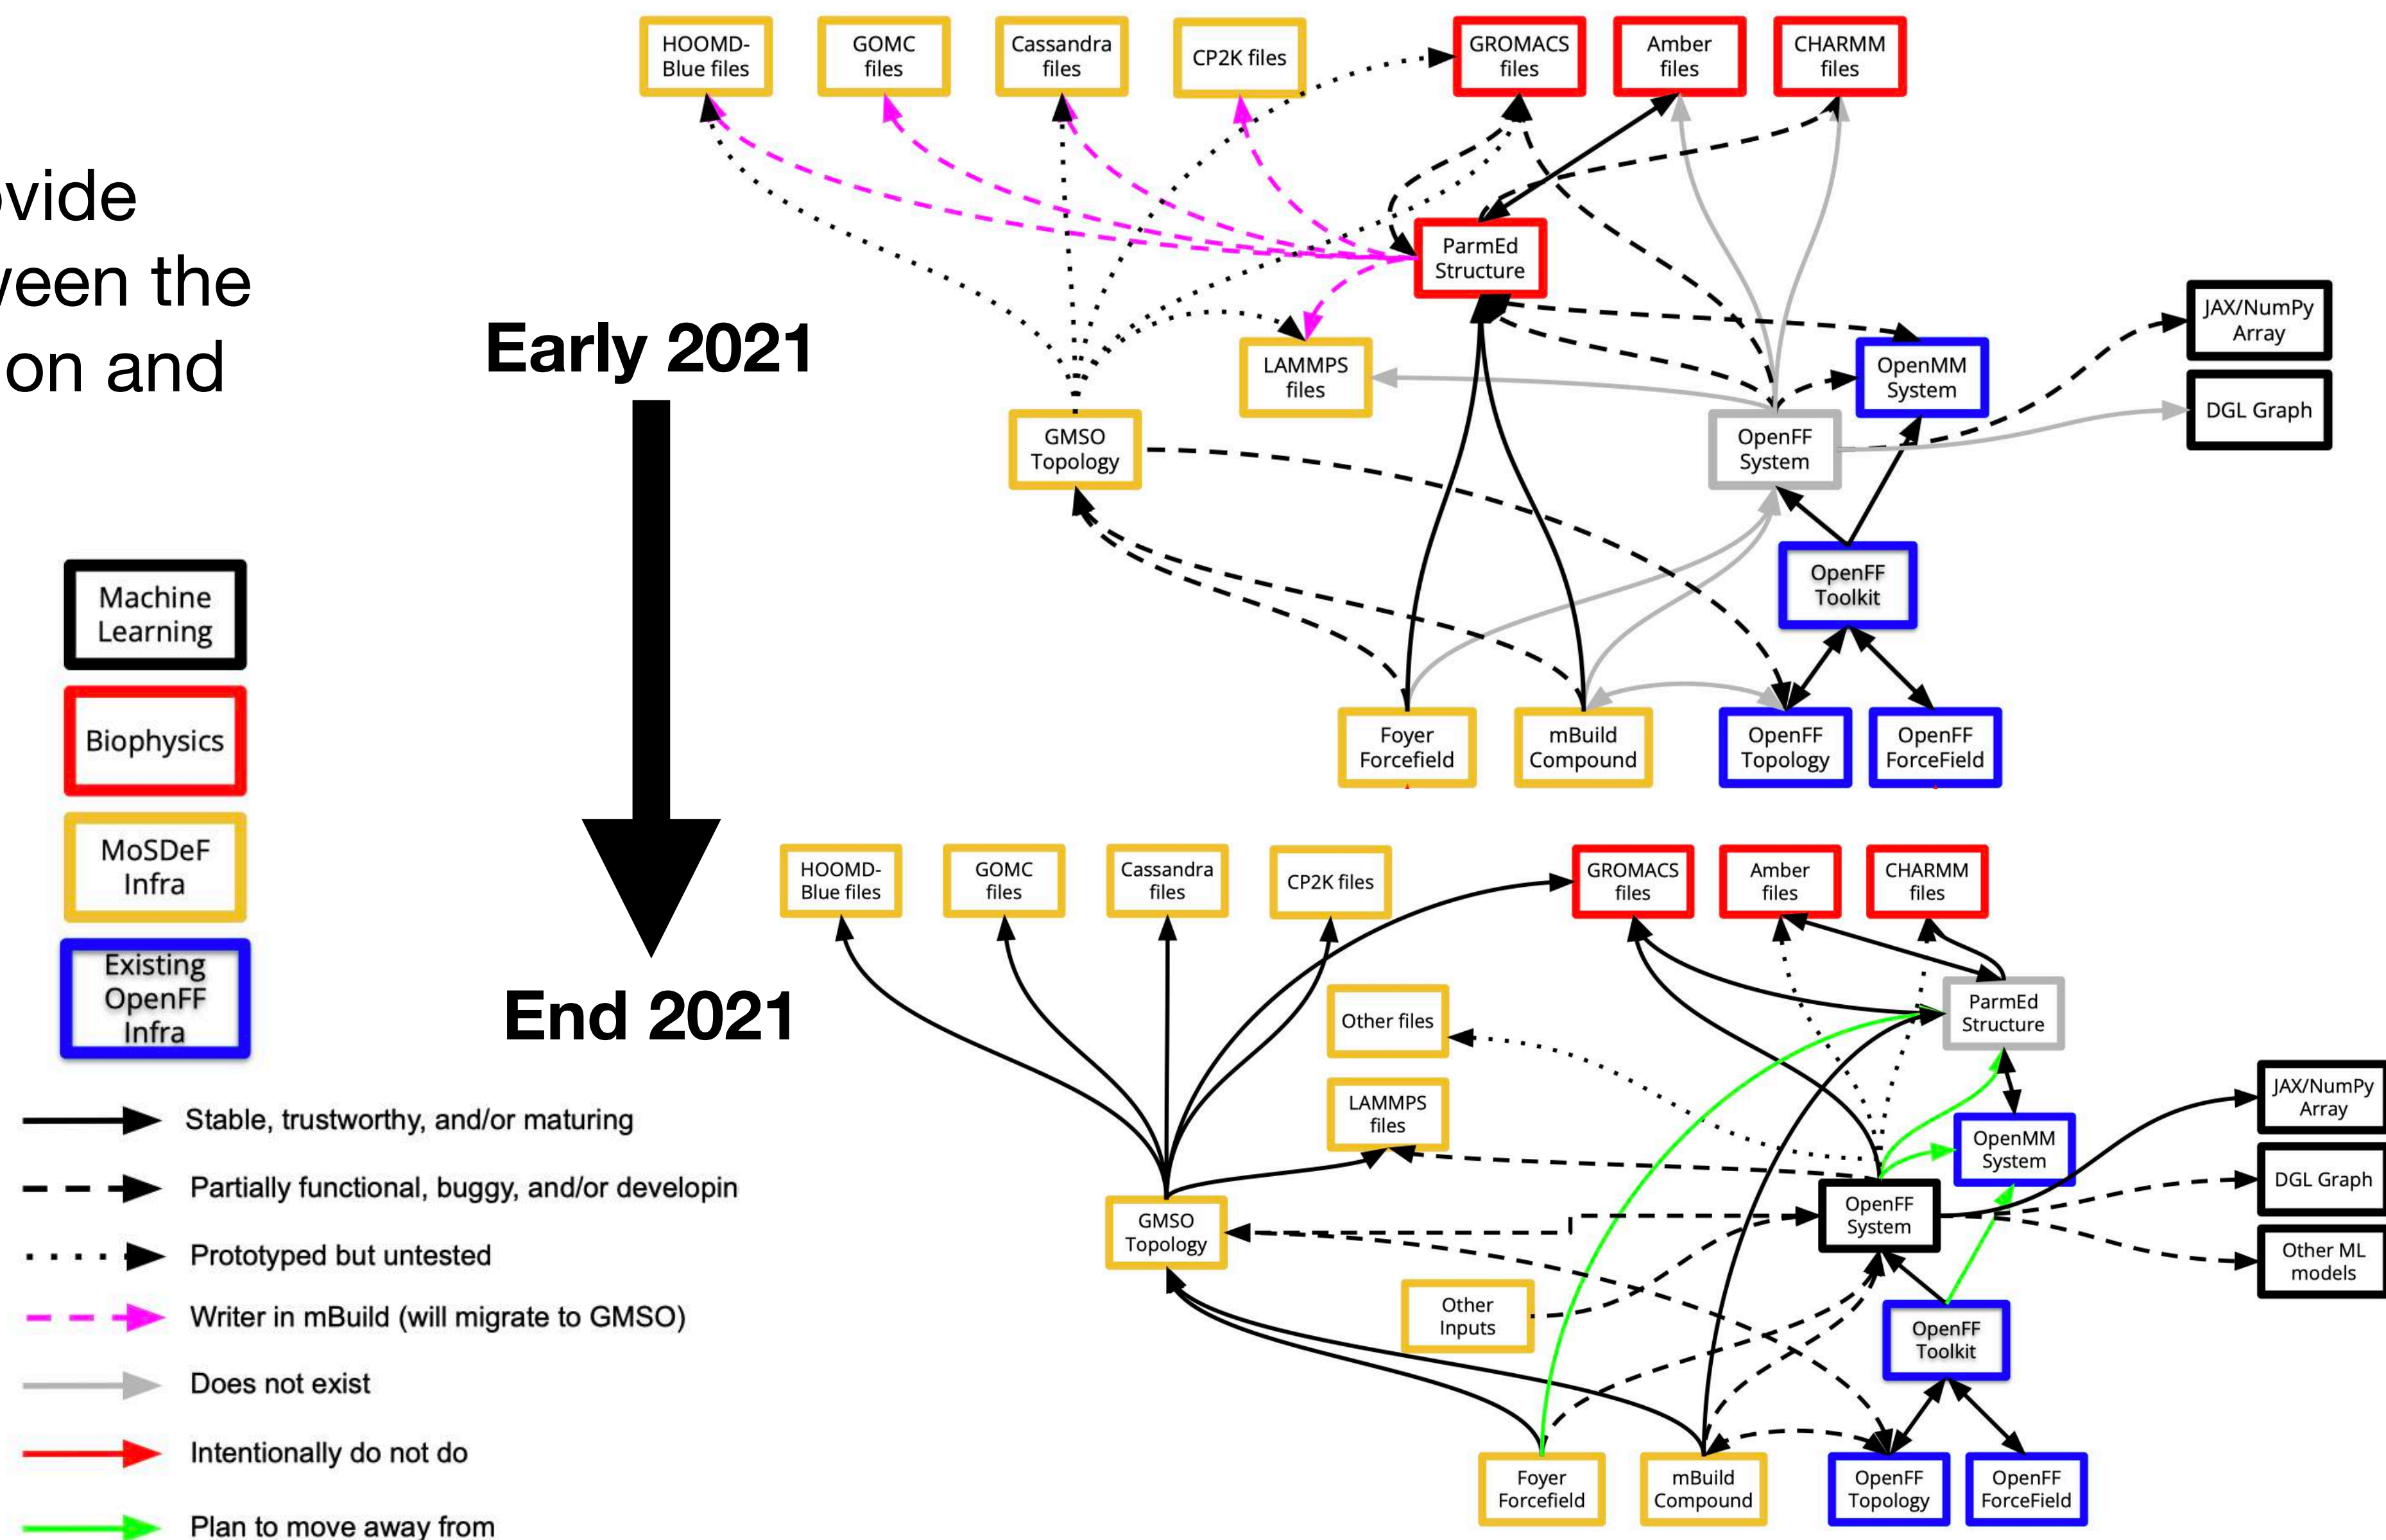 ovide
ween the
on and
Early 2021
End 2021
Machine
Learning
Biophysics
MoSDeF
Infra
Existing
OpenFF
Infra
Stable, trustworthy, and/or maturing
Partially functional, buggy, and/or developin
Prototyped but untested
Writer in mBuild (will migrate to GMSO)
Does not exist
Intentionally do not do
Plan to move away from
HOOMD-
Blue files
GOMC
files
Cassandra
files
CP2K files
GROMACS
files
Amber
files
CHARMM
files
ParmEd
Structure
LAMMPS
files
OpenMM
System
JAX/NumPy
Array
DGL Graph
GMSO
Topology
OpenFF
System
OpenFF
Toolkit
Foyer
Forcefield
mBuild
Compound
OpenFF
Topology
OpenFF
ForceField
HOOMD-
Blue files
GOMC
files
Cassandra
files
CP2K files
GROMACS
files
Amber
files
CHARMM
files
Other files
ParmEd
Structure
LAMMPS
files
OpenMM
System
JAX/NumPy
Array
DGL Graph
Other ML
models
GMSO
Topology
OpenFF
System
Other
Inputs
OpenFF
Toolkit
Foyer
Forcefield
mBuild
Compound
OpenFF
Topology
OpenFF
ForceField